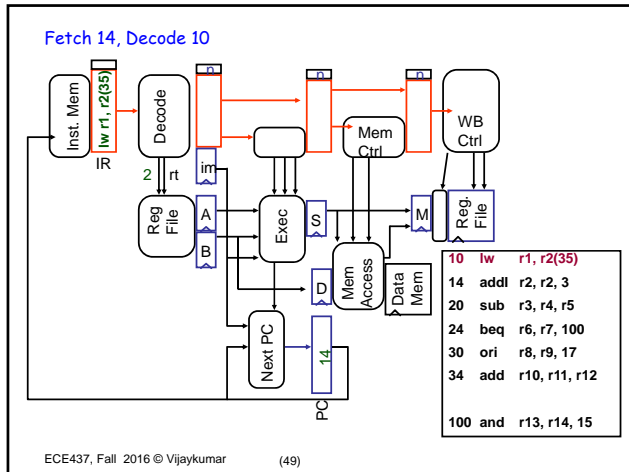 Fetch 14, Decode 10
Inst. Mem
lw r1, r2(35)
IR
Decode
n
n
n
Mem
Ctrl
WB
Ctrl
im
2 rt
Reg
File
A
B
Exec
S
M
Reg.
File
D
Mem
Access
Data
Mem
Next PC
14
PC
10 lw r1, r2(35)
14 addI r2, r2, 3
20 sub r3, r4, r5
24 beq r6, r7, 100
30 ori r8, r9, 17
34 add r10, r11, r12
100 and r13, r14, 15
ECE437, Fall 2016 © Vijaykumar (49)